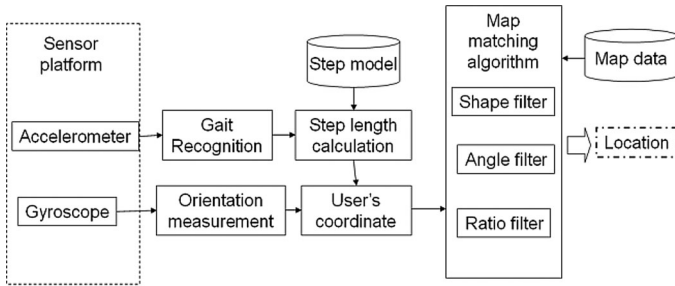 Sensor
platform
Accelerometer
Gyroscope
Gait
Recognition
Orientation
measurement
Step model
Step length
calculation
User's
coordinate
Map
matching
algorithm
Shape filter
Angle filter
Ratio filter
Map data
Location